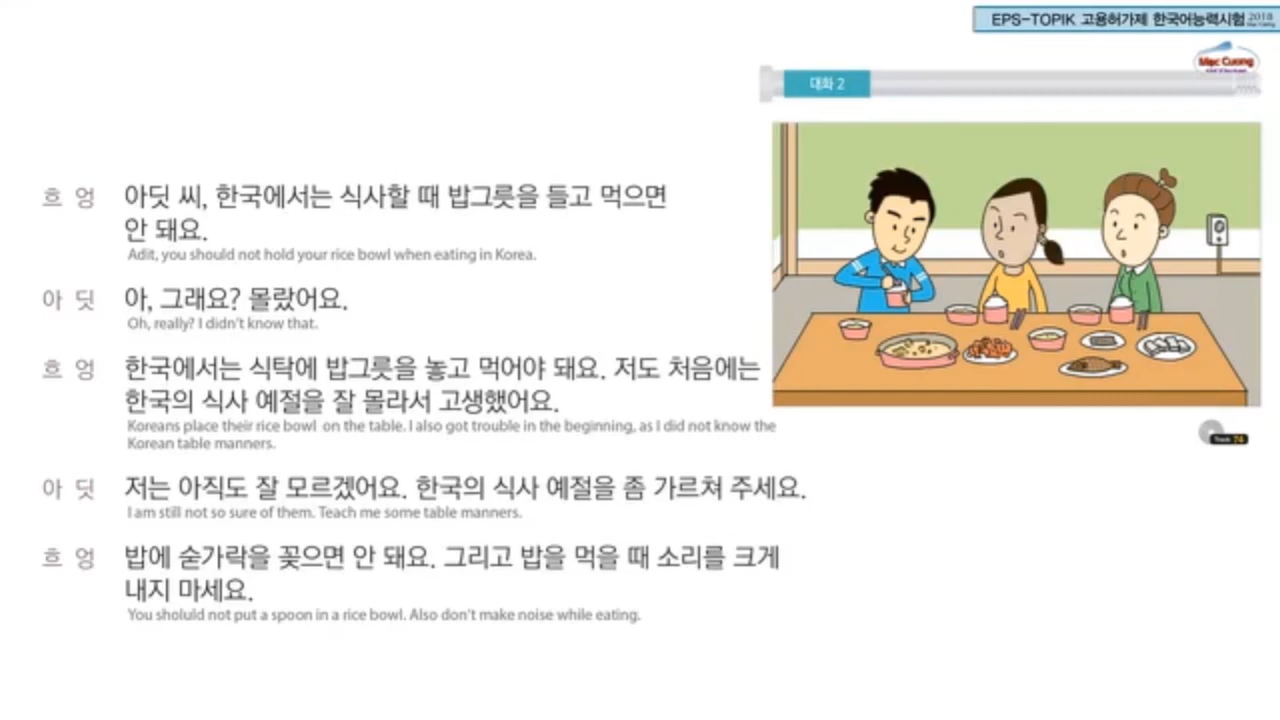 EPS-TOPIK 고용허가제 한국어능력시험 2018
Mạc Cường
대화 2
흐 엉 아딧 씨, 한국에서는 식사할 때 밥그릇을 들고 먹으면
안 돼요.
Adit, you should not hold your rice bowl when eating in Korea.
아 딧 아, 그래요? 몰랐어요.
Oh, really? I didn't know that.
흐 엉 한국에서는 식탁에 밥그릇을 놓고 먹어야 돼요. 저도 처음에는
한국의 식사 예절을 잘 몰라서 고생했어요.
Koreans place their rice bowl on the table. I also got trouble in the beginning, as I did not know the
Korean table manners.
아 딧 저는 아직도 잘 모르겠어요. 한국의 식사 예절을 좀 가르쳐 주세요.
I am still not so sure of them. Teach me some table manners.
흐 엉 밥에 숟가락을 꽂으면 안 돼요. 그리고 밥을 먹을 때 소리를 크게
내지 마세요.
You sholuld not put a spoon in a rice bowl. Also don't make noise while eating.
Track 74